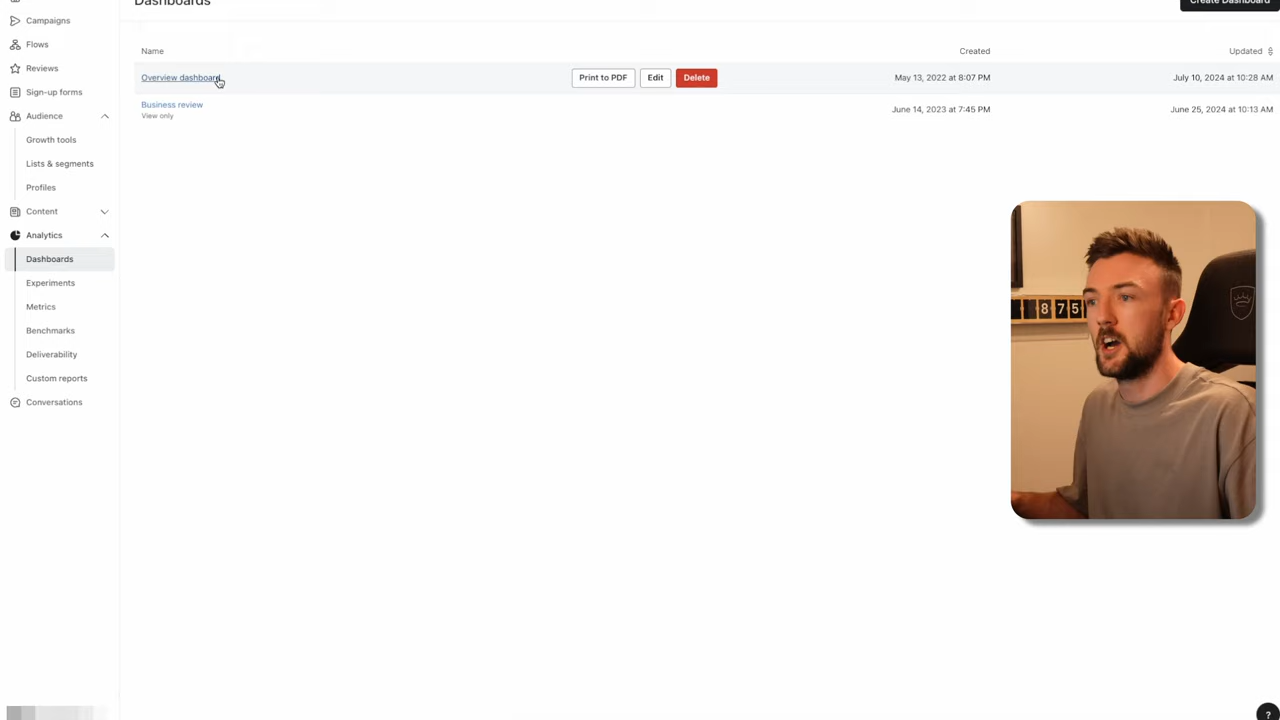 Dashboards
Create Dashboard
Campaigns
Flows
Reviews
Sign-up forms
Audience
Growth tools
Lists & segments
Profiles
Content
Analytics
Dashboards
Experiments
Metrics
Benchmarks
Deliverability
Custom reports
Conversations
Name
Created
Updated
Overview dashboard
Print to PDF
Edit
Delete
May 13, 2022 at 8:07 PM
July 10, 2024 at 10:28 AM
Business review
View only
June 14, 2023 at 7:45 PM
June 25, 2024 at 10:13 AM
875
?